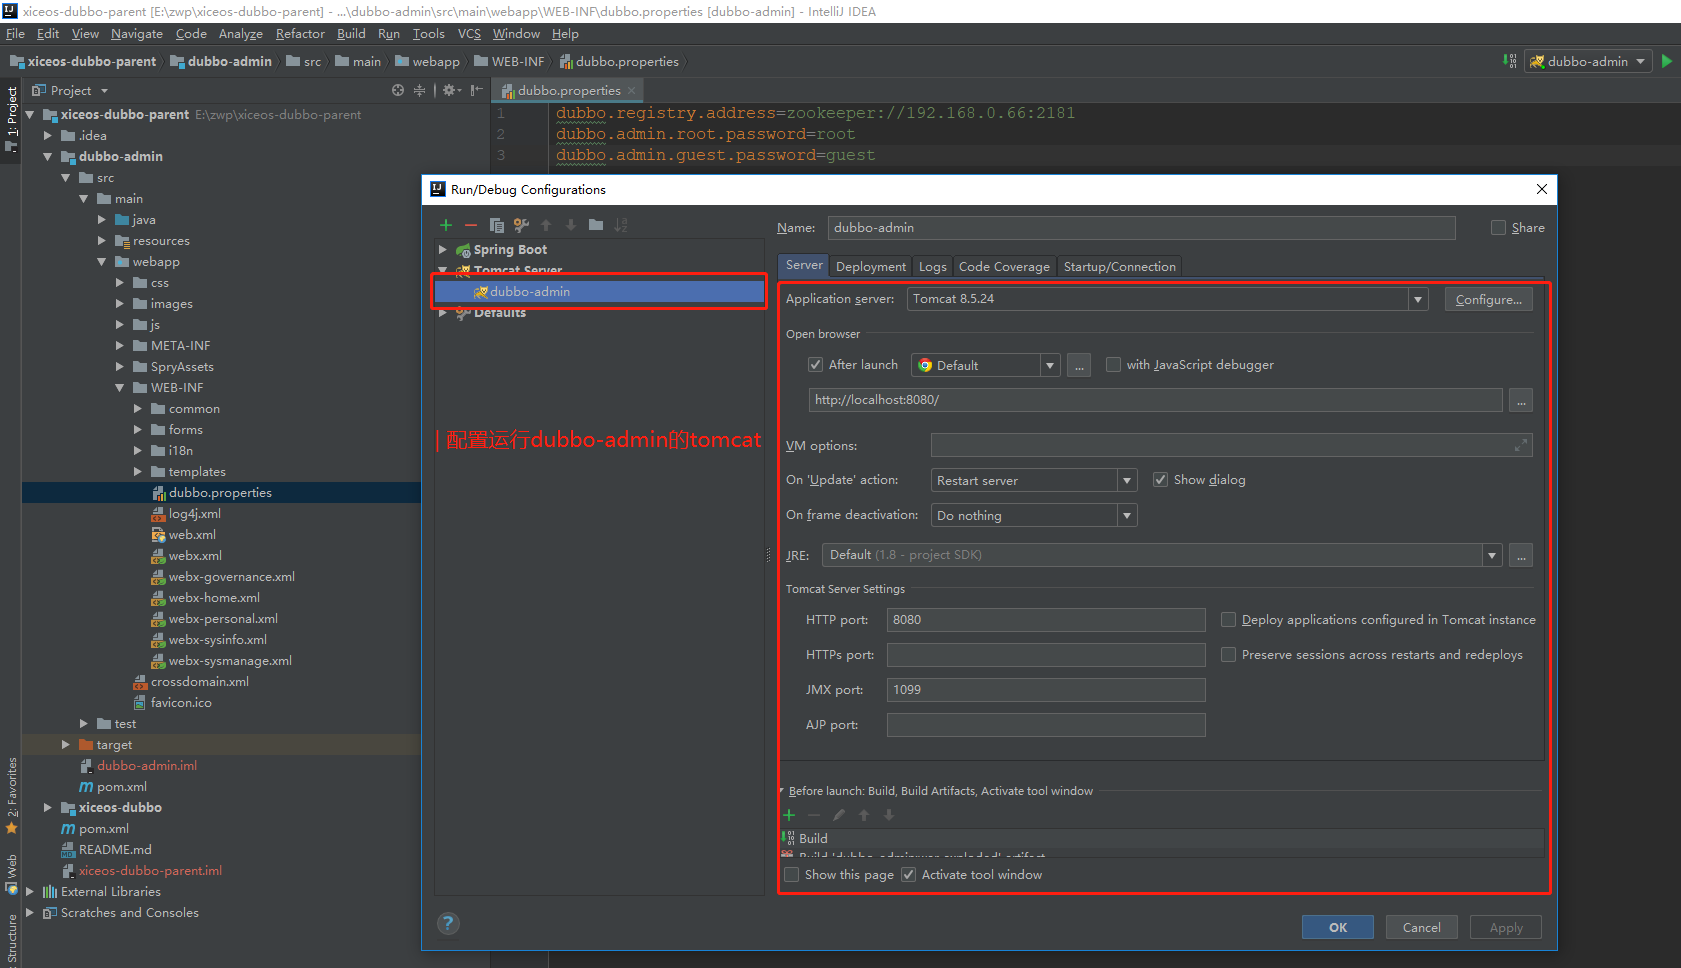 xiceos-dubbo-parent [E:\zwp\xiceos-dubbo-parent] - ...\dubbo-admin\src\main\webapp\WEB-INF\dubbo.properties [dubbo-admin] - IntelliJ IDEA
File Edit View Navigate Code Analyze Refactor Build Run Tools VCS Window Help
xiceos-dubbo-parent dubbo-admin src main webapp WEB-INF dubbo.properties
dubbo-admin
1: Project
2: Favorites
Web
Structure
Project
xiceos-dubbo-parent E:\zwp\xiceos-dubbo-parent
.idea
dubbo-admin
src
main
java
resources
webapp
css
images
js
META-INF
SpryAssets
WEB-INF
common
forms
i18n
templates
dubbo.properties
log4j.xml
web.xml
webx.xml
webx-governance.xml
webx-home.xml
webx-personal.xml
webx-sysinfo.xml
webx-sysmanage.xml
crossdomain.xml
favicon.ico
test
target
dubbo-admin.iml
pom.xml
xiceos-dubbo
pom.xml
README.md
xiceos-dubbo-parent.iml
External Libraries
Scratches and Consoles
dubbo.properties
1 dubbo.registry.address=zookeeper://192.168.0.66:2181
2 dubbo.admin.root.password=root
3 dubbo.admin.guest.password=guest
Run/Debug Configurations
Spring Boot
Tomcat Server
dubbo-admin
Defaults
配置运行dubbo-admin的tomcat
Name: dubbo-admin
Share
Server Deployment Logs Code Coverage Startup/Connection
Application server: Tomcat 8.5.24 Configure...
Open browser
After launch Default ... with JavaScript debugger
http://localhost:8080/ ...
VM options:
On 'Update' action: Restart server Show dialog
On frame deactivation: Do nothing
JRE: Default (1.8 - project SDK) ...
Tomcat Server Settings
HTTP port: 8080 Deploy applications configured in Tomcat instance
HTTPs port: Preserve sessions across restarts and redeploys
JMX port: 1099
AJP port:
Before launch: Build, Build Artifacts, Activate tool window
Build
Build 'dubbo-admin:war exploded' artifact
Show this page Activate tool window
? OK Cancel Apply